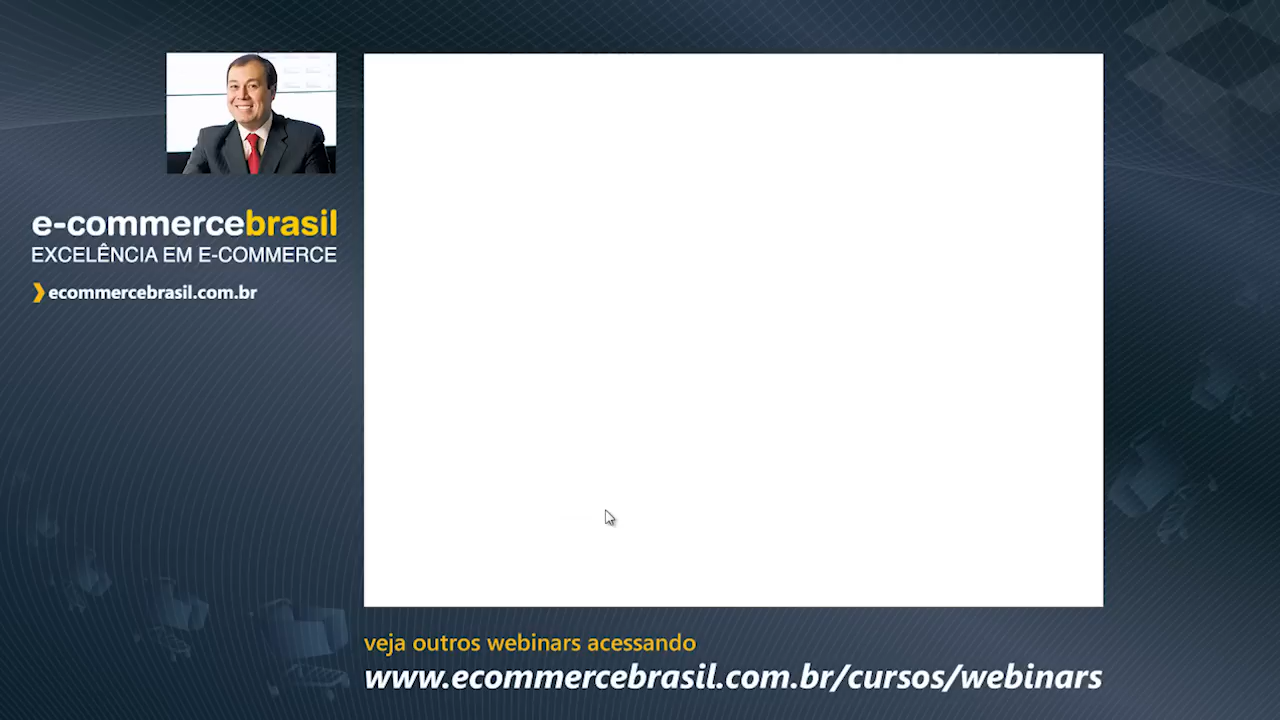 e-commercebrasil
EXCELÊNCIA EM E-COMMERCE
ecommercebrasil.com.br
veja outros webinars acessando
www.ecommercebrasil.com.br/cursos/webinars